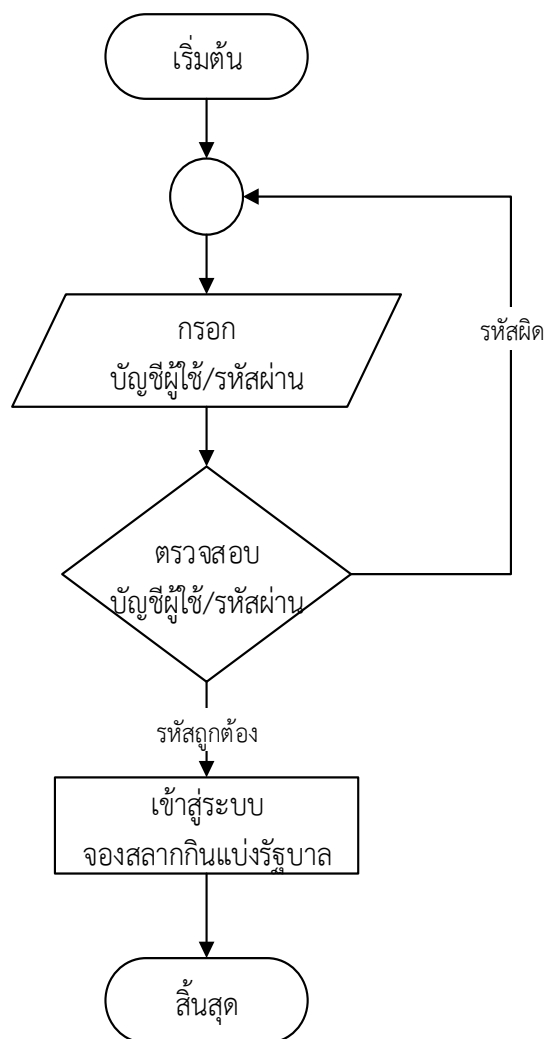 เริ่มต้น
กรอก
บัญชีผู้ใช้/รหัสผ่าน
รหัสผิด
ตรวจสอบ
บัญชีผู้ใช้/รหัสผ่าน
รหัสถูกต้อง
เข้าสู่ระบบ
จองสลากกินแบ่งรัฐบาล
สิ้นสุด